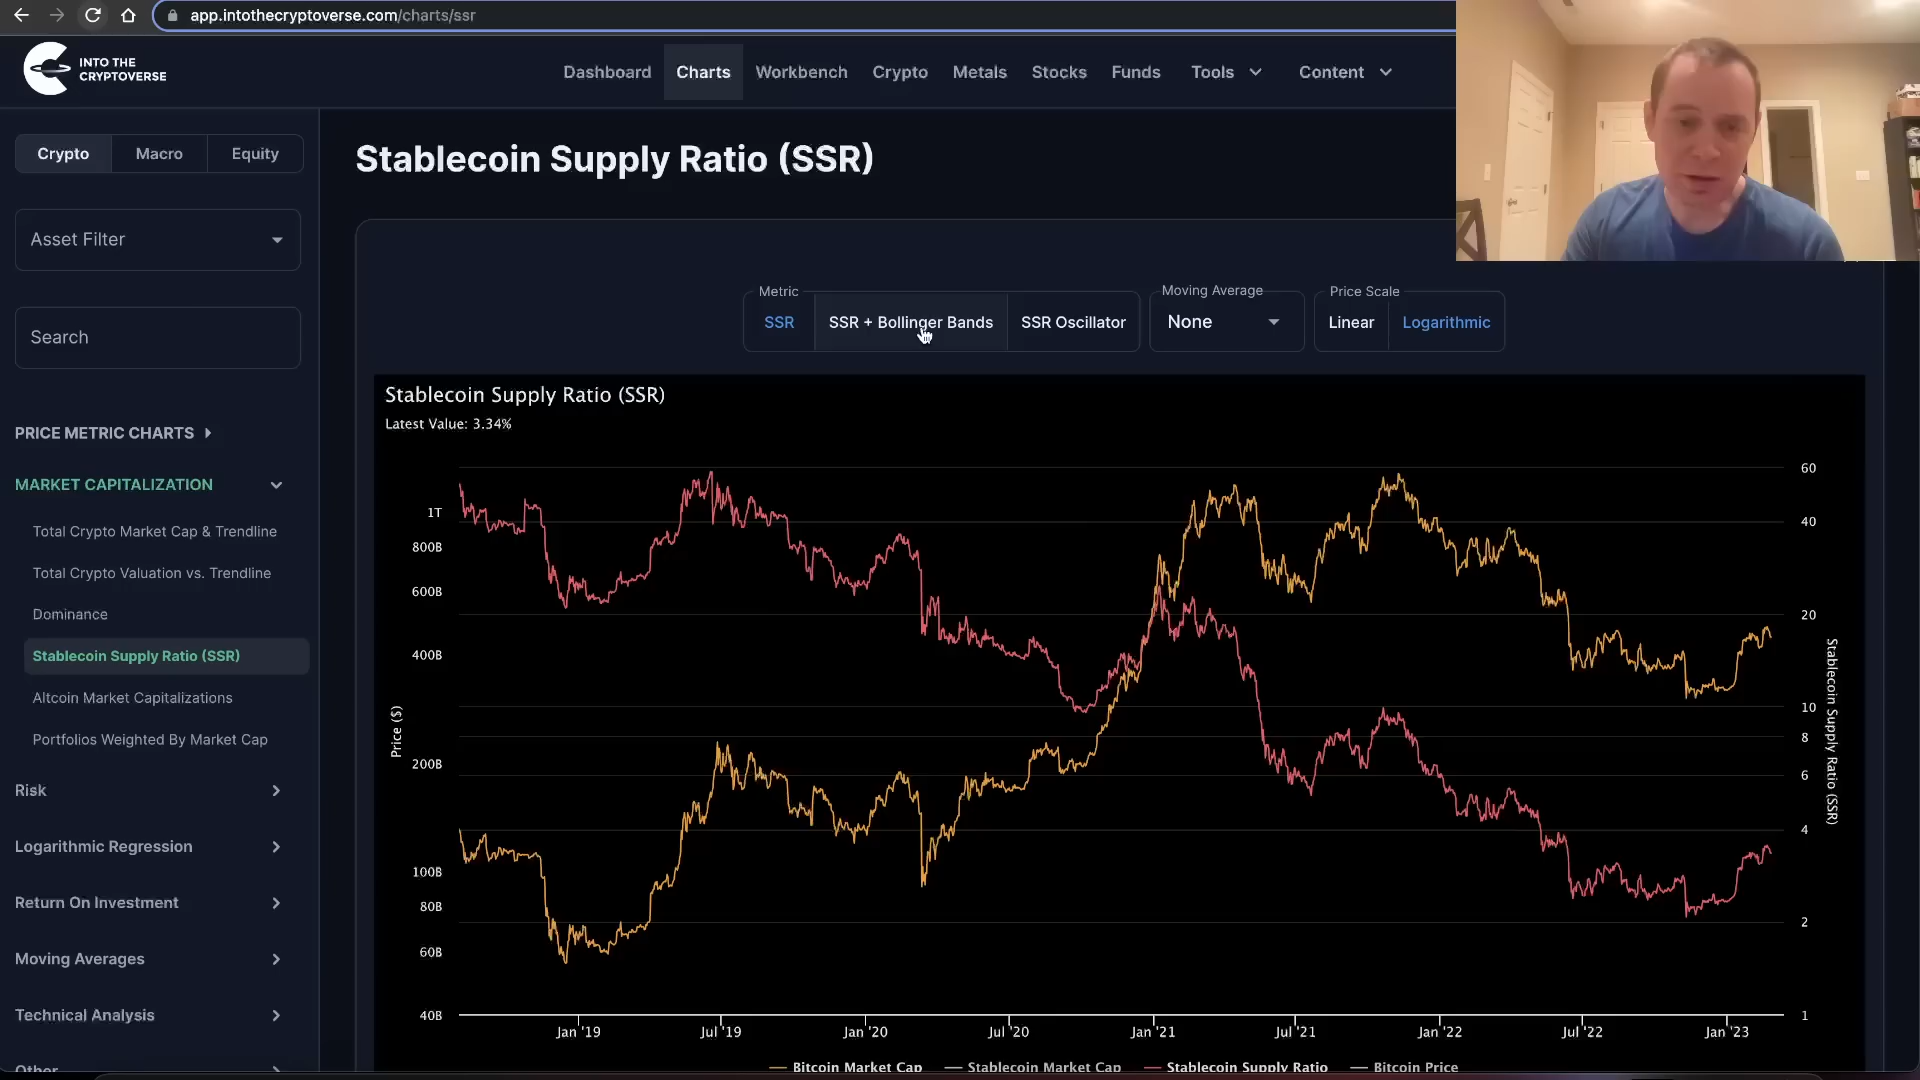 app.intothecryptoverse.com/charts/ssr
INTO THE
CRYPTOVERSE
Dashboard Charts Workbench Crypto Metals Stocks Funds Tools Content
Crypto Macro Equity
Asset Filter
Search
PRICE METRIC CHARTS
MARKET CAPITALIZATION
Total Crypto Market Cap & Trendline
Total Crypto Valuation vs. Trendline
Dominance
Stablecoin Supply Ratio (SSR)
Altcoin Market Capitalizations
Portfolios Weighted By Market Cap
Risk
Logarithmic Regression
Return On Investment
Moving Averages
Technical Analysis
Other
Stablecoin Supply Ratio (SSR)
Metric
SSR SSR + Bollinger Bands SSR Oscillator
Moving Average
None
Price Scale
Linear Logarithmic
Stablecoin Supply Ratio (SSR)
Latest Value: 3.34%
Price ($)
1T
800B
600B
400B
200B
100B
80B
60B
40B
60
40
20
10
8
6
4
2
1
Stablecoin Supply Ratio (SSR)
Jan '19 Jul '19 Jan '20 Jul '20 Jan '21 Jul '21 Jan '22 Jul '22 Jan '23
Bitcoin Market Cap Stablecoin Market Cap Stablecoin Supply Ratio Bitcoin Price